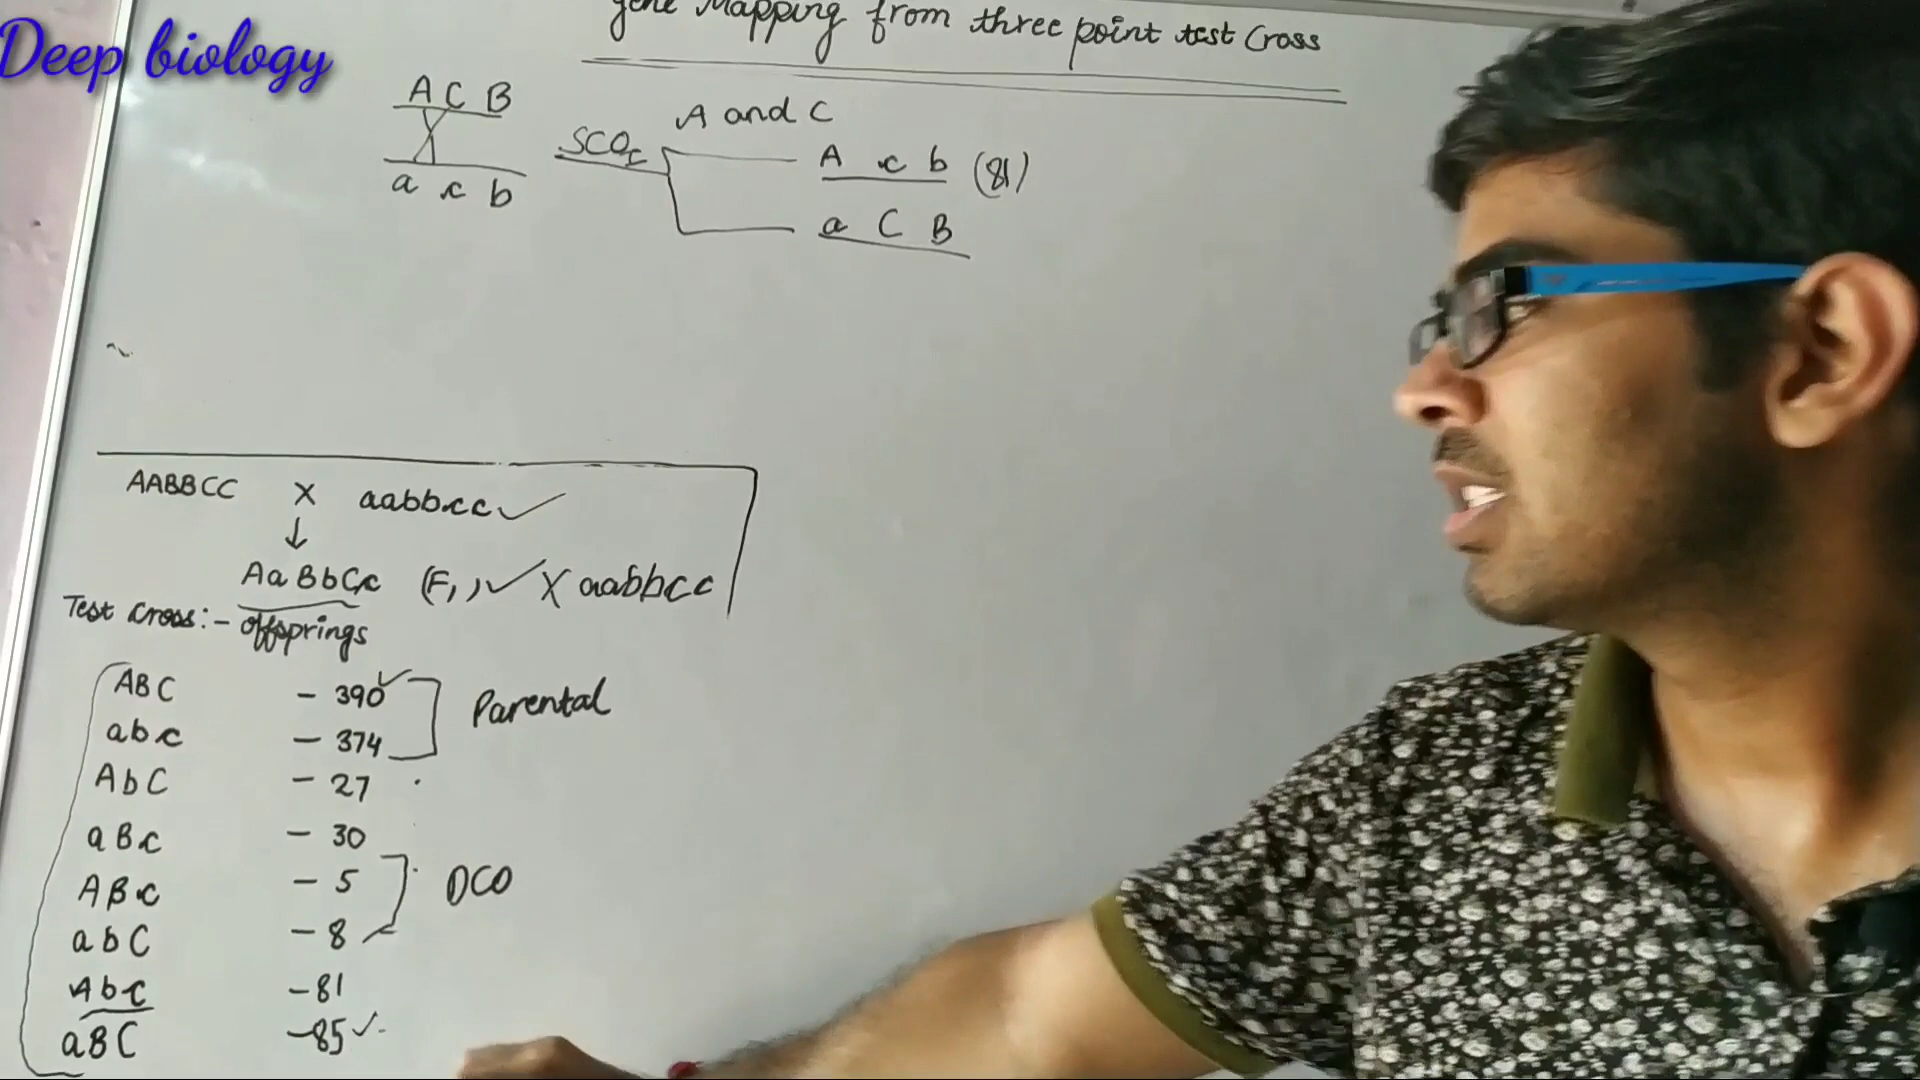 Deep biology
gene Mapping from three point test Cross
A C B
A and C
SCO I
A c b (81)
a c b
a C B
AABBCC X aabbcc
↓
AaBbCc (F1) X aabbcc
Test cross:- offsprings
ABC - 390
Parental
abc - 374
AbC - 27
aBc - 30
ABc - 5
DCO
abC - 8
Abc - 81
aBC - 85